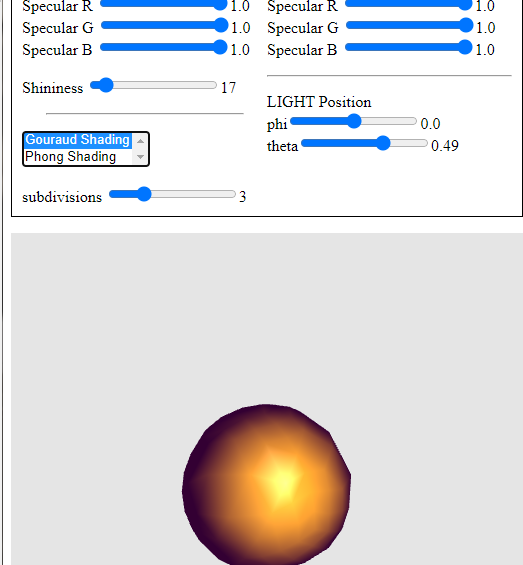 Specular R 1.0
Specular G 1.0
Specular B 1.0
Shininess 17
Gouraud Shading
Phong Shading
subdivisions 3
Specular R 1.0
Specular G 1.0
Specular B 1.0
LIGHT Position
phi 0.0
theta 0.49